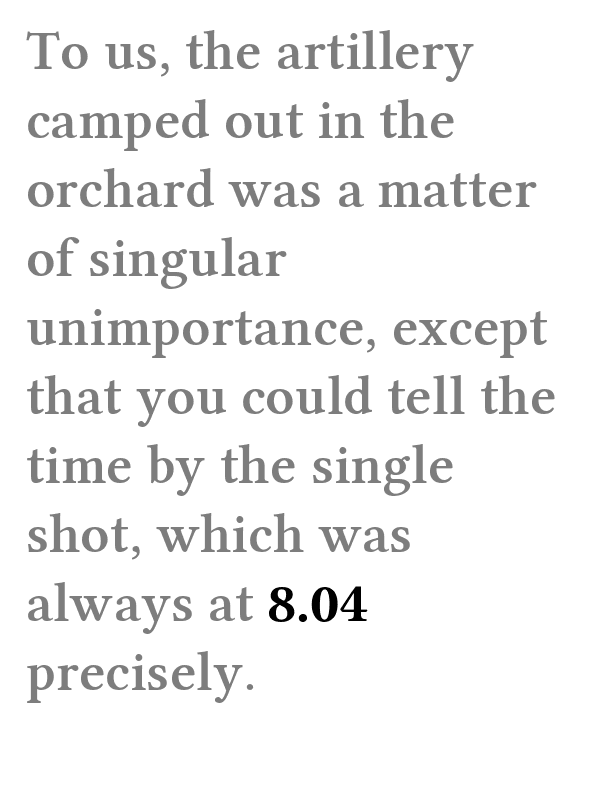 To us, the artillery
camped out in the
orchard was a matter
of singular
unimportance, except
that you could tell the
time by the single
shot, which was
always at 8.04
precisely.